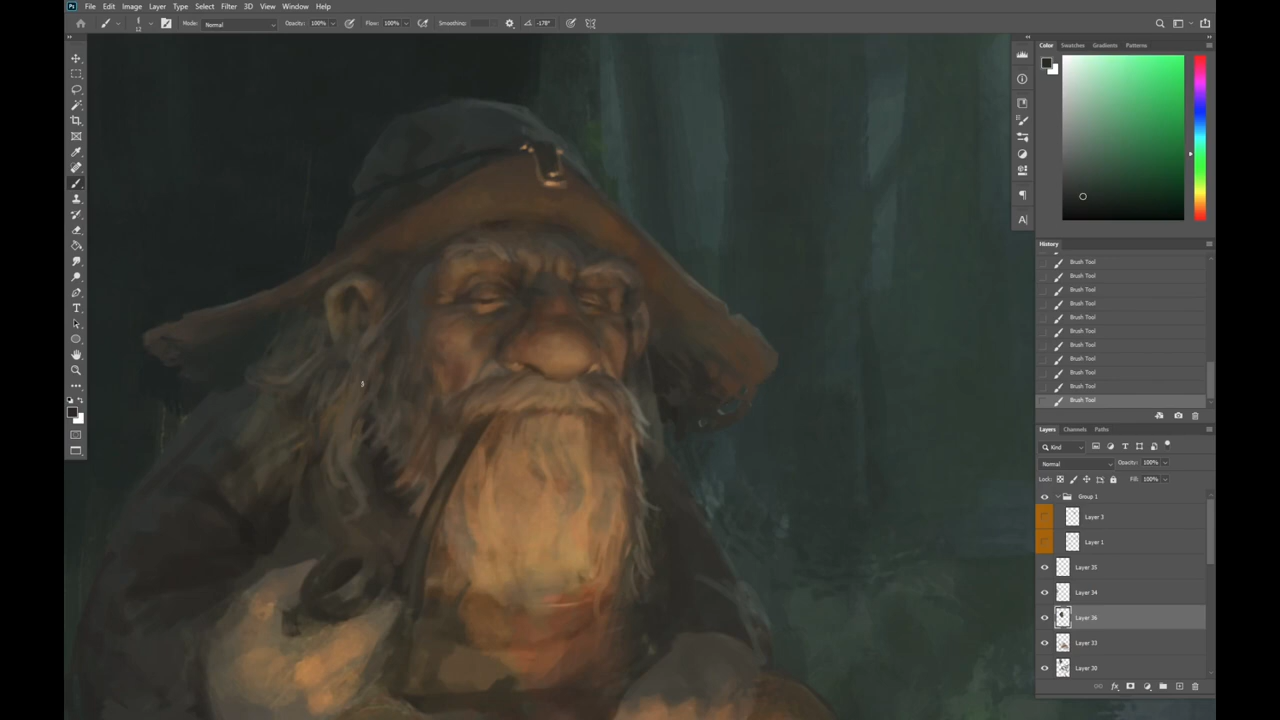 Ps File Edit Image Layer Type Select Filter 3D View Window Help
12 Mode: Normal Opacity: 100% Flow: 100% Smoothing: -178°
Color Swatches Gradients Patterns
History
Brush Tool
Brush Tool
Brush Tool
Brush Tool
Brush Tool
Brush Tool
Brush Tool
Brush Tool
Brush Tool
Brush Tool
Brush Tool
Layers Channels Paths
Kind
Normal Opacity: 100%
Lock: Fill: 100%
Group 1
Layer 3
Layer 1
Layer 35
Layer 34
Layer 36
Layer 33
Layer 30